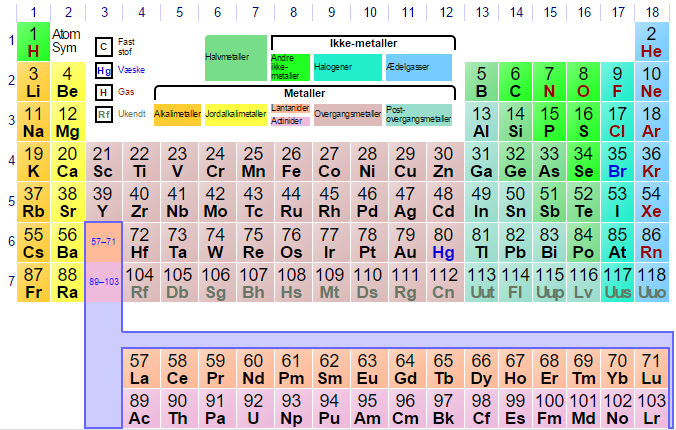 1 2 3 4 5 6 7 8 9 10 11 12 13 14 15 16 17 18
1 1 Atom 2
H Sym He
C Fast stof
Hg Væske
H Gas
Rf Ukendt
Ikke-metaller
Halvmetaller Andre ikke-metaller Halogener Ædelgasser
Metaller
Alkalimetaller Jordalkalimetaller Lantanider Overgangsmetaller Post-overgangsmetaller
Actinider
2 3 4 5 6 7 8 9 10
Li Be B C N O F Ne
3 11 12 13 14 15 16 17 18
Na Mg Al Si P S Cl Ar
4 19 20 21 22 23 24 25 26 27 28 29 30 31 32 33 34 35 36
K Ca Sc Ti V Cr Mn Fe Co Ni Cu Zn Ga Ge As Se Br Kr
5 37 38 39 40 41 42 43 44 45 46 47 48 49 50 51 52 53 54
Rb Sr Y Zr Nb Mo Tc Ru Rh Pd Ag Cd In Sn Sb Te I Xe
6 55 56 57–71 72 73 74 75 76 77 78 79 80 81 82 83 84 85 86
Cs Ba Hf Ta W Re Os Ir Pt Au Hg Tl Pb Bi Po At Rn
7 87 88 89–103 104 105 106 107 108 109 110 111 112 113 114 115 116 117 118
Fr Ra Rf Db Sg Bh Hs Mt Ds Rg Cn Uut Fl Uup Lv Uus Uuo
57 58 59 60 61 62 63 64 65 66 67 68 69 70 71
La Ce Pr Nd Pm Sm Eu Gd Tb Dy Ho Er Tm Yb Lu
89 90 91 92 93 94 95 96 97 98 99 100 101 102 103
Ac Th Pa U Np Pu Am Cm Bk Cf Es Fm Md No Lr